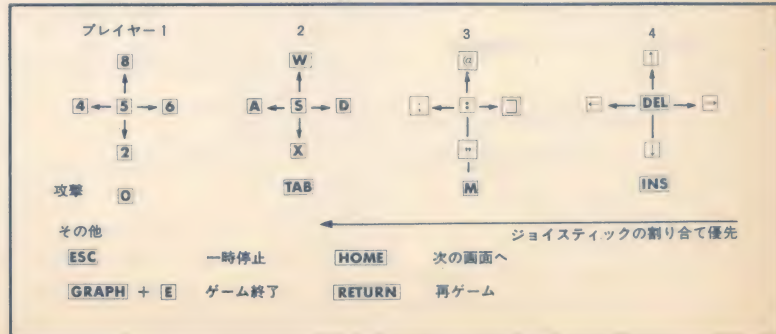 プレイヤー1 2 3 4
8 W @ ↑
4 ← 5 → 6 A ← S → D ; ← : → ] ← ← DEL → →
2 X ↓
攻撃 0 TAB M INS
その他 ジョイスティックの割り合て優先
ESC 一時停止 HOME 次の画面へ
GRAPH + E ゲーム終了 RETURN 再ゲーム